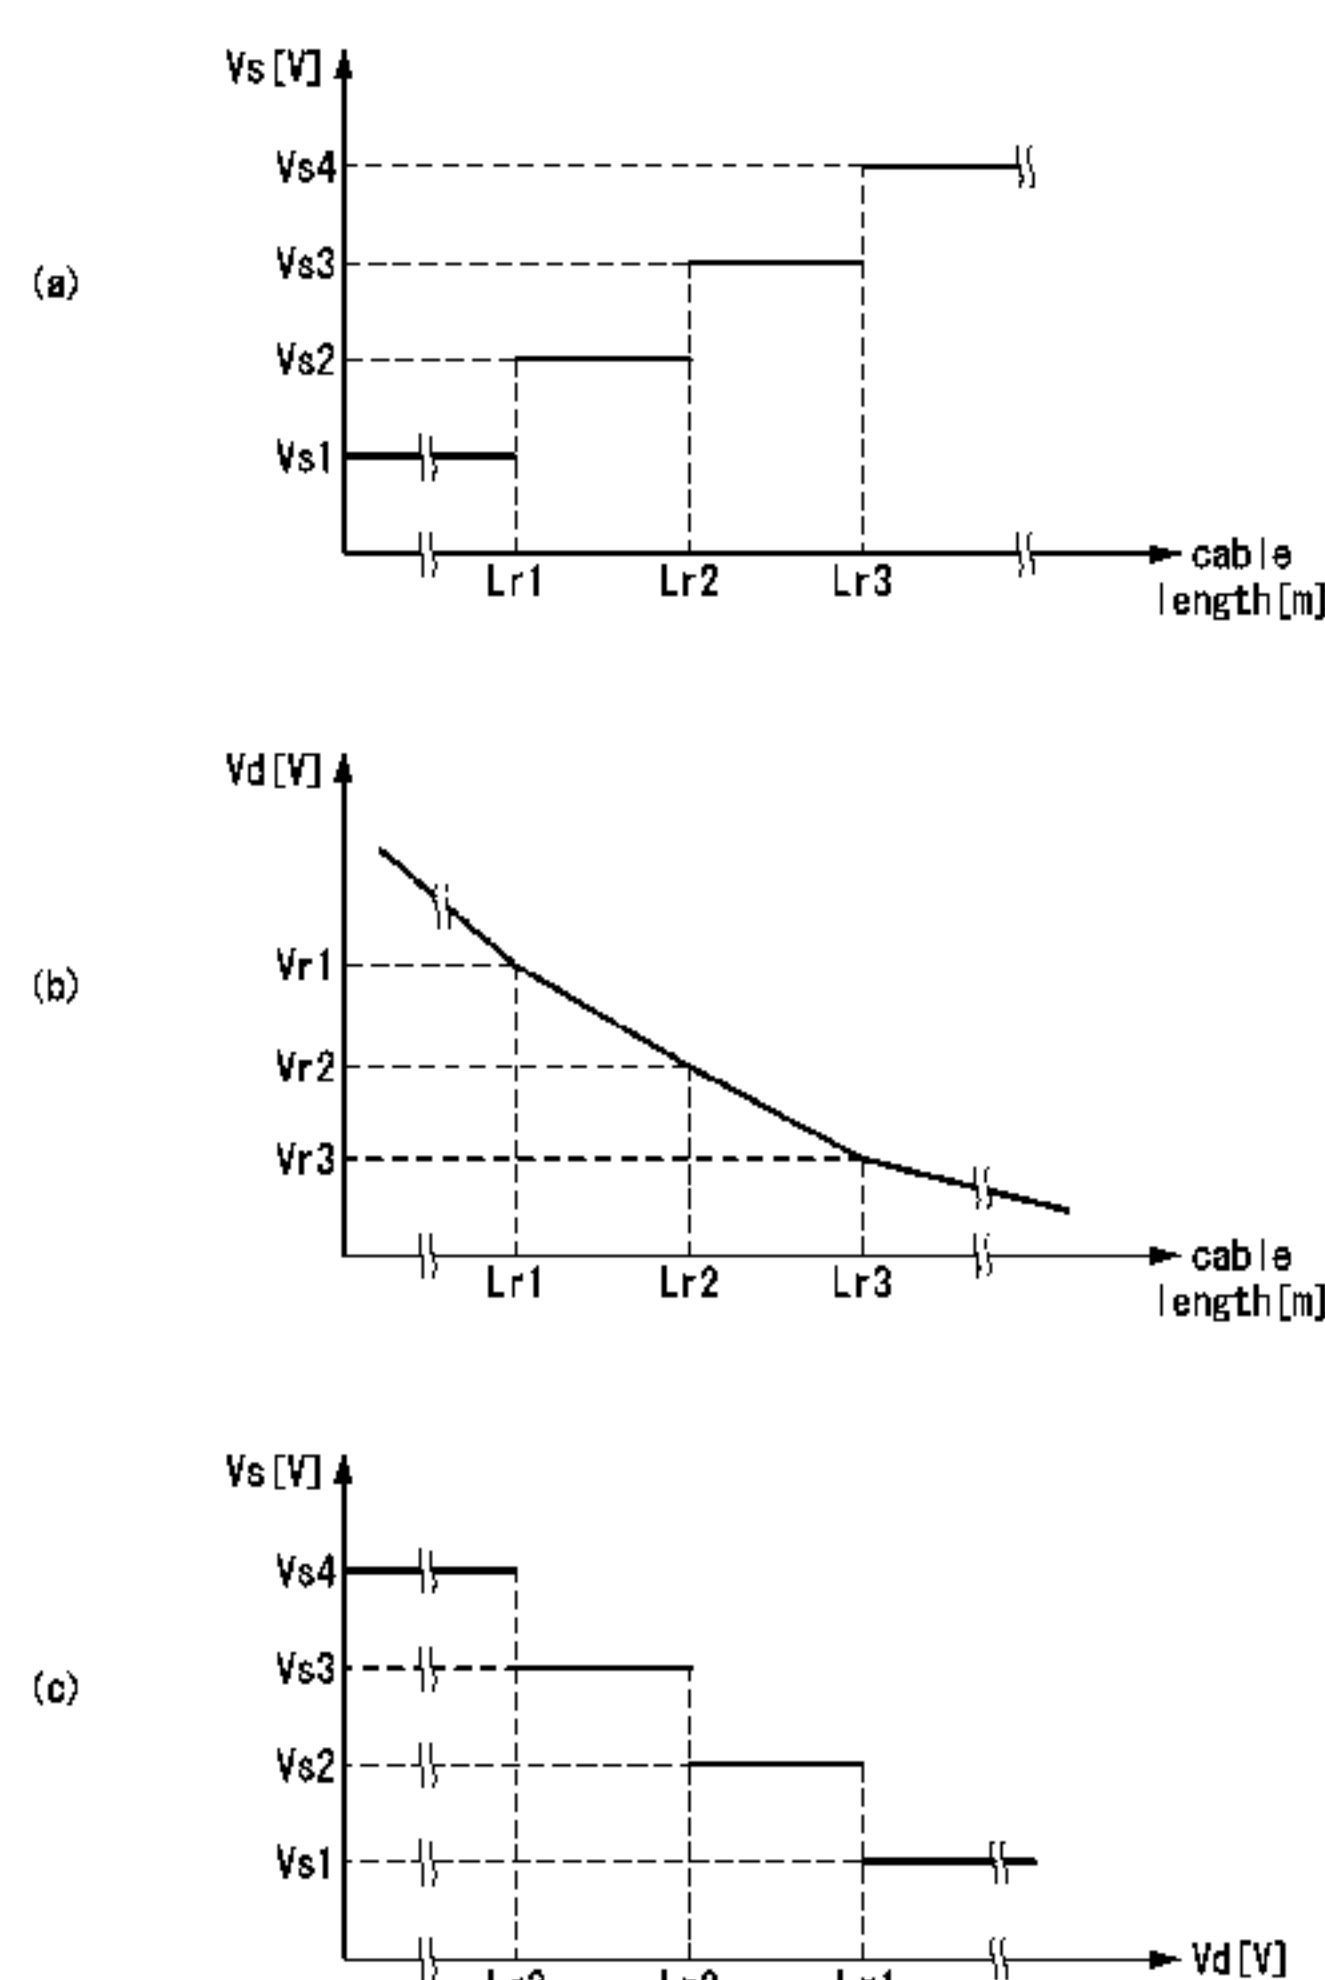 Vs[V]
Vs4
Vs3
(a)
Vs2
Vs1
Lr1 Lr2 Lr3
cable
length[m]
Vd[V]
Vr1
(b)
Vr2
Vr3
Lr1 Lr2 Lr3
cable
length[m]
Vs[V]
Vs4
Vs3
(c)
Vs2
Vs1
Vd[V]